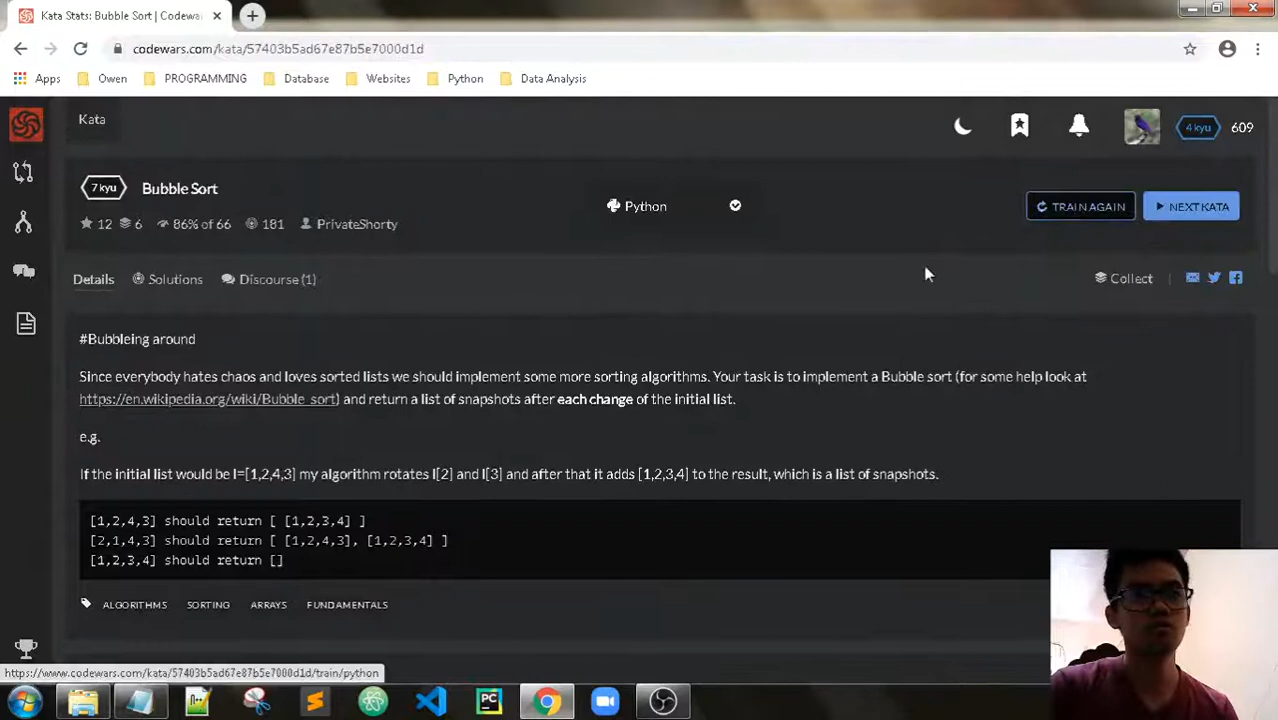 Kata Stats: Bubble Sort | Codewa
codewars.com/kata/57403b5ad67e87b5e7000d1d
Apps Owen PROGRAMMING Database Websites Python Data Analysis
Kata
4 kyu 609
7 kyu Bubble Sort
Python
TRAIN AGAIN NEXT KATA
12 6 86% of 66 181 PrivateShorty
Details Solutions Discourse (1)
Collect
#Bubbleing around
Since everybody hates chaos and loves sorted lists we should implement some more sorting algorithms. Your task is to implement a Bubble sort (for some help look at
https://en.wikipedia.org/wiki/Bubble_sort) and return a list of snapshots after each change of the initial list.
e.g.
If the initial list would be l=[1,2,4,3] my algorithm rotates l[2] and l[3] and after that it adds [1,2,3,4] to the result, which is a list of snapshots.
[1,2,4,3] should return [ [1,2,3,4] ]
[2,1,4,3] should return [ [1,2,4,3], [1,2,3,4] ]
[1,2,3,4] should return []
ALGORITHMS SORTING ARRAYS FUNDAMENTALS
https://www.codewars.com/kata/57403b5ad67e87b5e7000d1d/train/python
PC